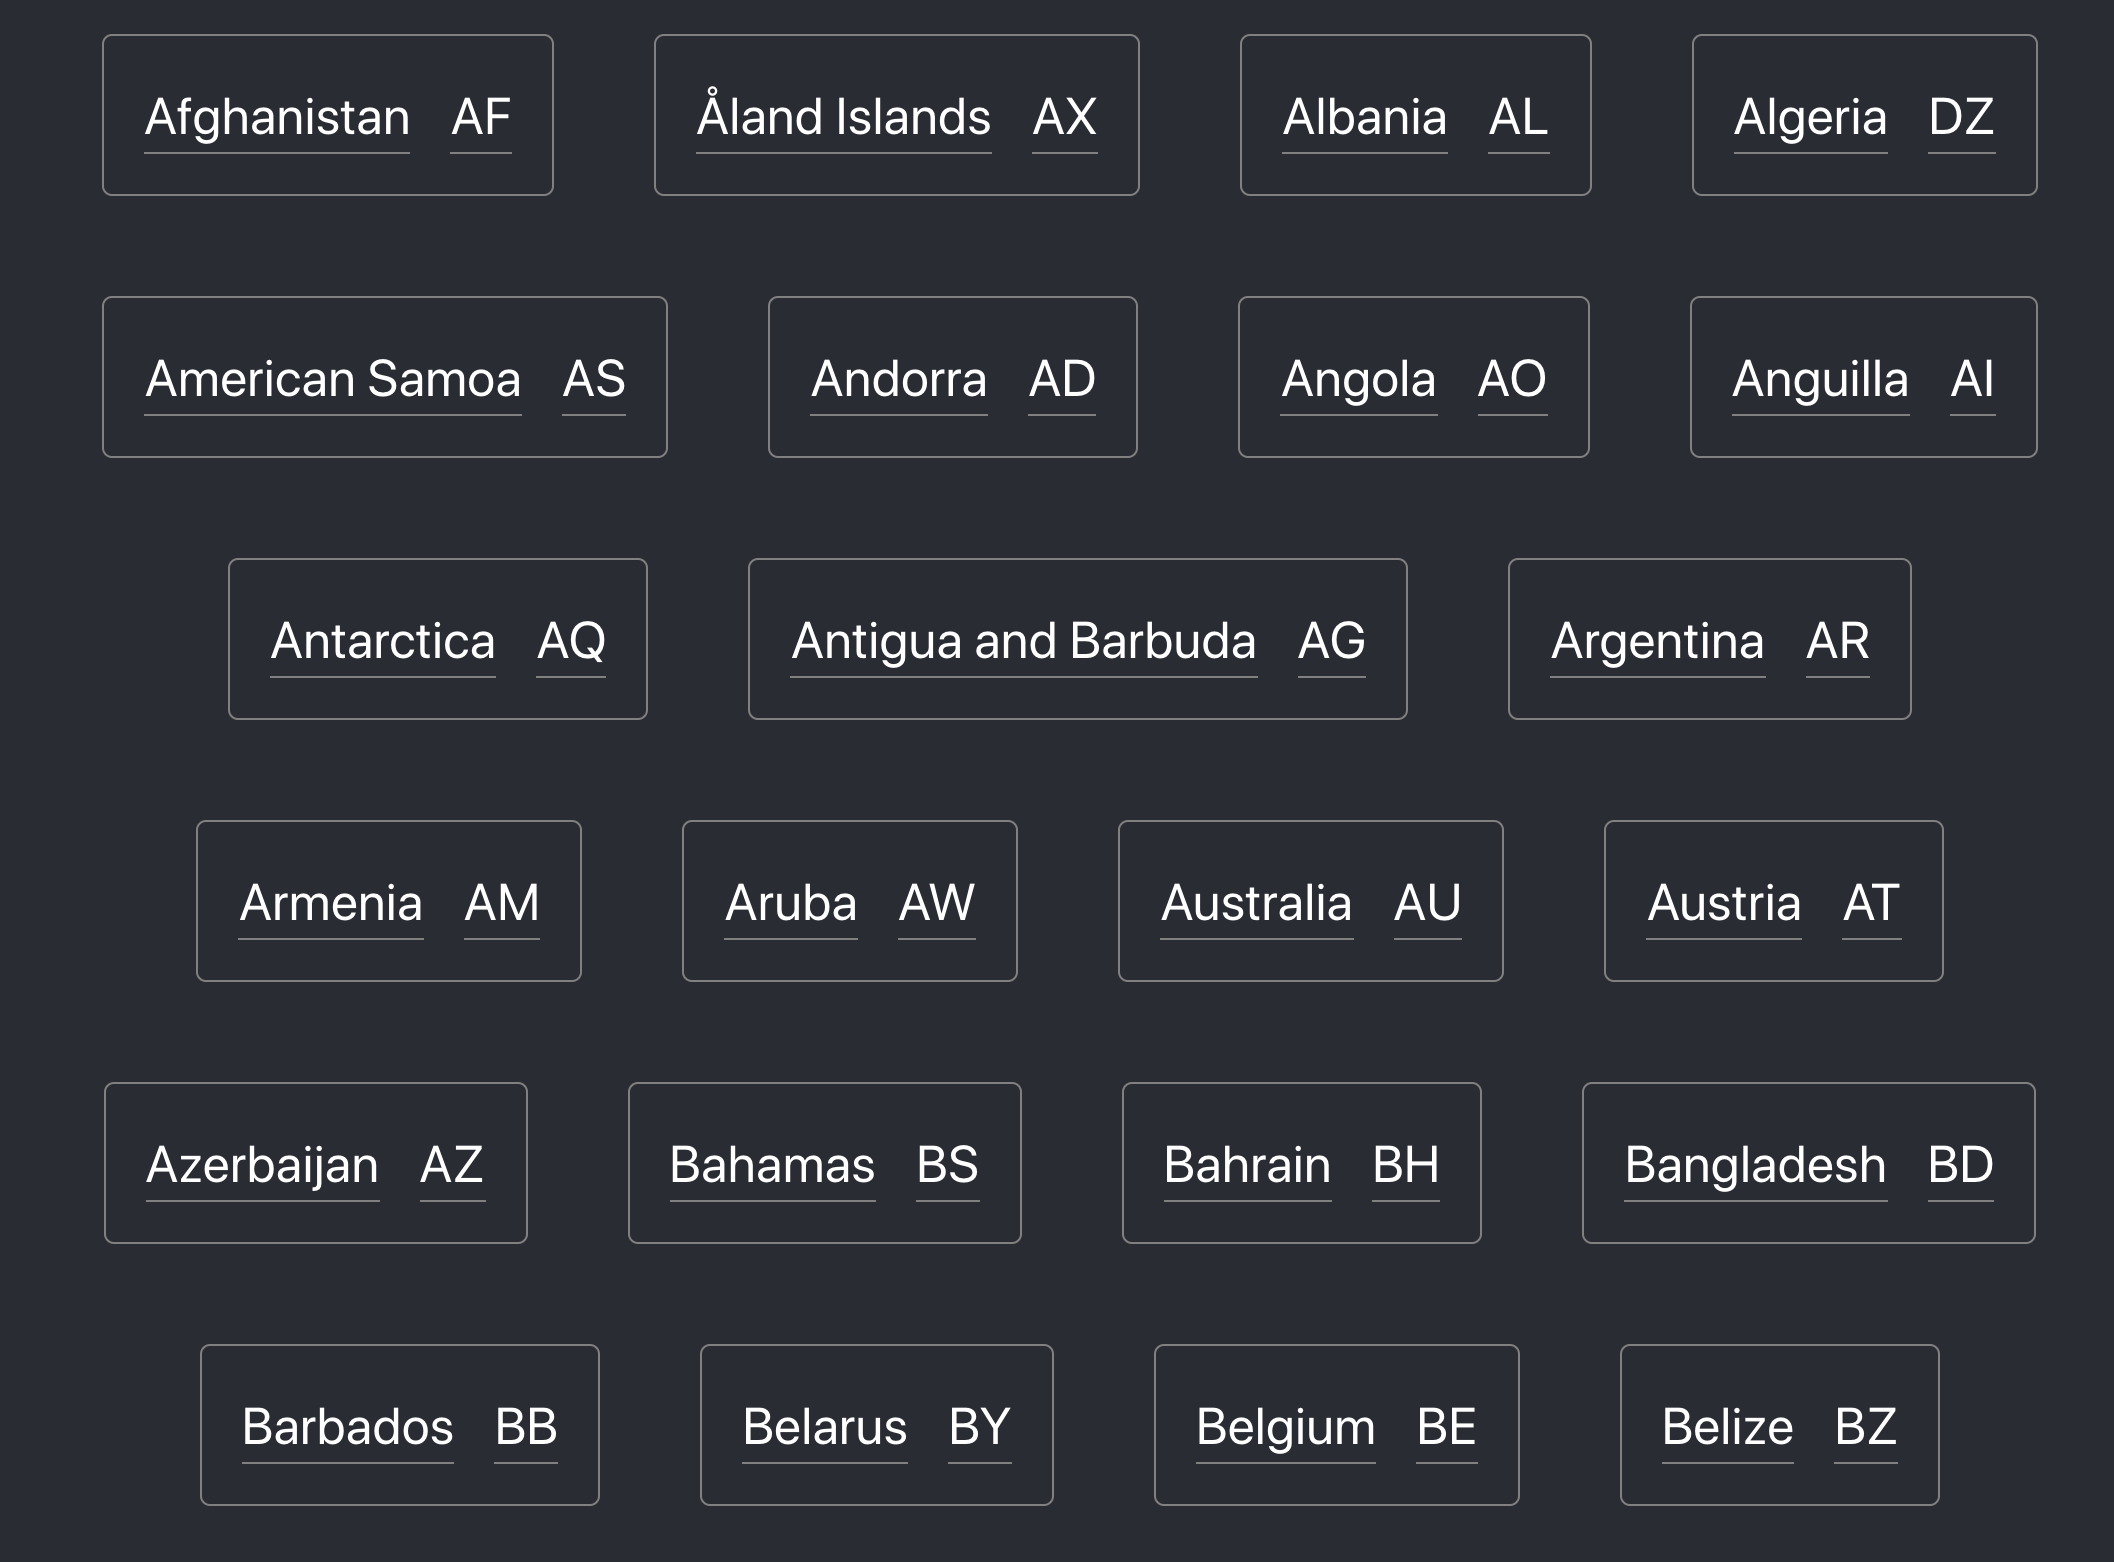 Afghanistan AF Åland Islands AX Albania AL Algeria DZ
American Samoa AS Andorra AD Angola AO Anguilla AI
Antarctica AQ Antigua and Barbuda AG Argentina AR
Armenia AM Aruba AW Australia AU Austria AT
Azerbaijan AZ Bahamas BS Bahrain BH Bangladesh BD
Barbados BB Belarus BY Belgium BE Belize BZ